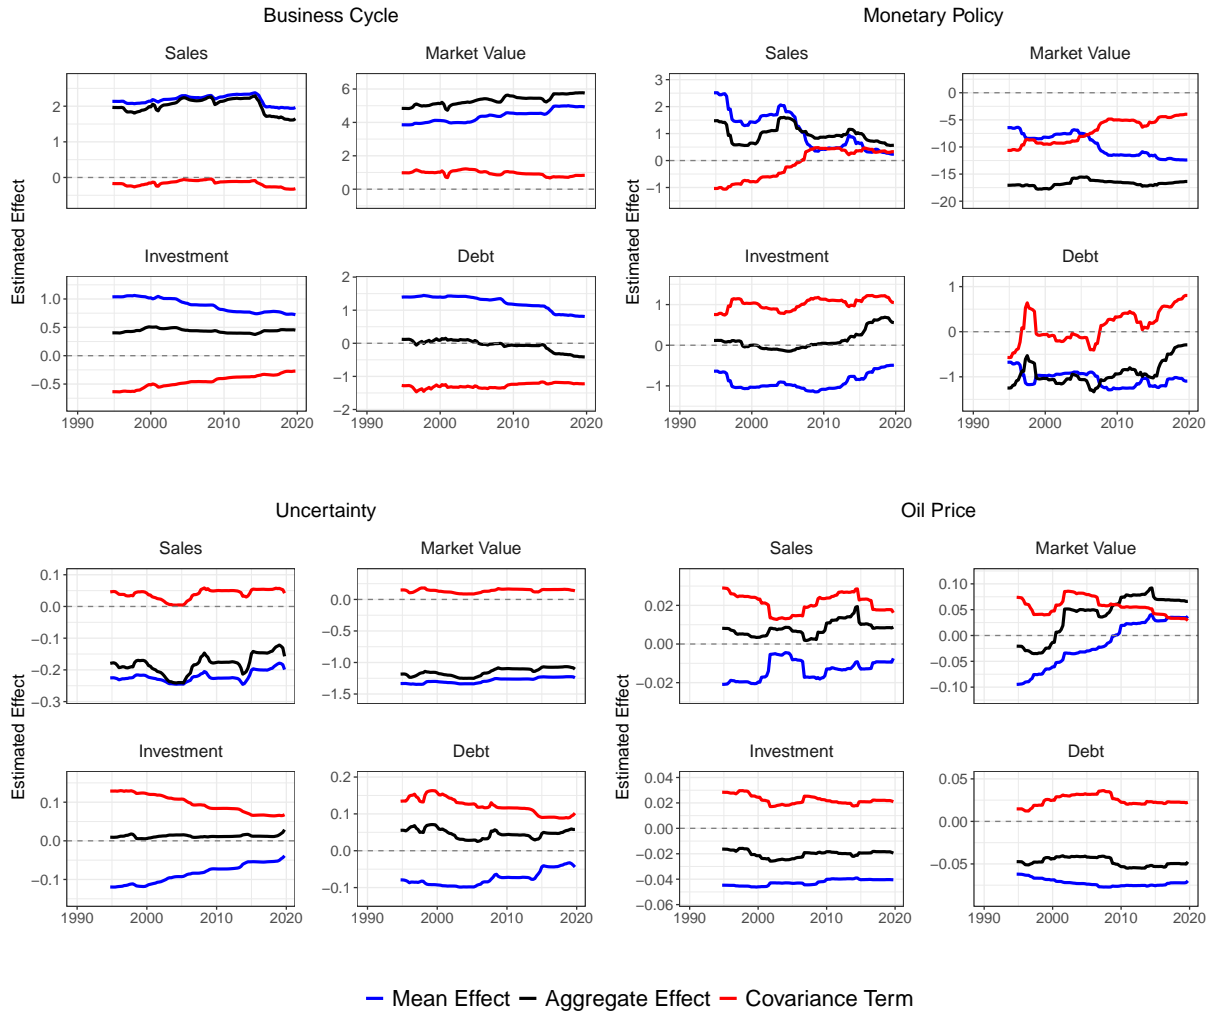 Business Cycle
Monetary Policy
Sales
Market Value
Sales
Market Value
2
0
6
4
2
0
3
2
1
0
−1
0
−5
−10
−15
−20
Estimated Effect
Estimated Effect
Investment
Debt
Investment
Debt
1.0
0.5
0.0
−0.5
2
1
0
−1
−2
1
0
−1
1
0
−1
1990 2000 2010 2020
1990 2000 2010 2020
1990 2000 2010 2020
1990 2000 2010 2020
Uncertainty
Oil Price
Sales
Market Value
Sales
Market Value
0.1
0.0
−0.1
−0.2
−0.3
0.0
−0.5
−1.0
−1.5
0.02
0.00
−0.02
0.10
0.05
0.00
−0.05
−0.10
Estimated Effect
Estimated Effect
Investment
Debt
Investment
Debt
0.1
0.0
−0.1
0.2
0.1
0.0
−0.1
0.04
0.02
0.00
−0.02
−0.04
−0.06
0.05
0.00
−0.05
1990 2000 2010 2020
1990 2000 2010 2020
1990 2000 2010 2020
1990 2000 2010 2020
Mean Effect Aggregate Effect Covariance Term